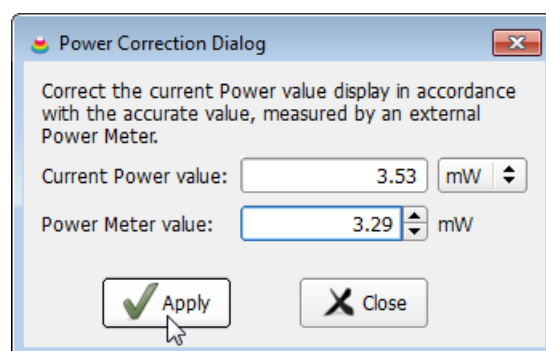 Power Correction Dialog
Correct the current Power value display in accordance
with the accurate value, measured by an external
Power Meter.
Current Power value: 3.53 mW
Power Meter value: 3.29 mW
Apply Close